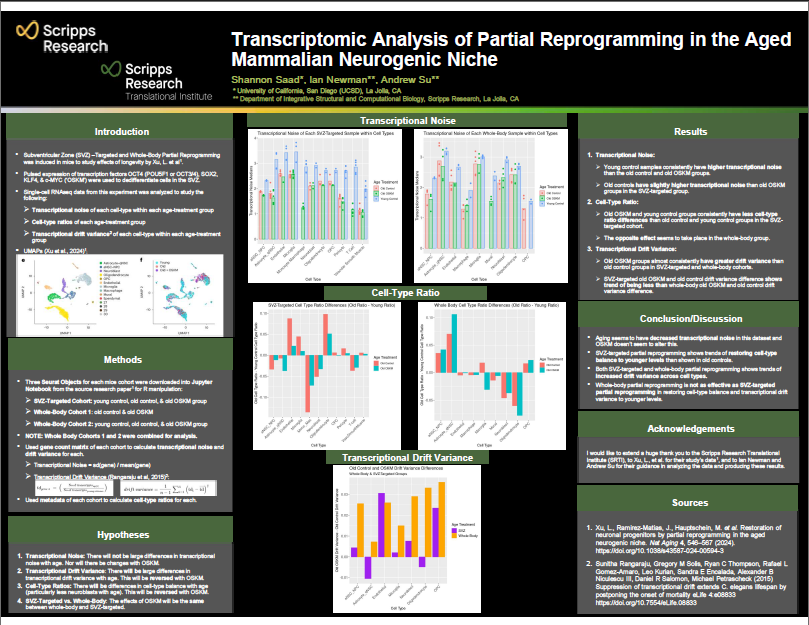 Scripps
Research
Scripps
Research
Translational Institute
Transcriptomic Analysis of Partial Reprogramming in the Aged
Mammalian Neurogenic Niche
Shannon Saad*, Ian Newman**, Andrew Su**
* University of California, San Diego (UCSD), La Jolla, CA
** Department of Integrative Structural and Computational Biology, Scripps Research, La Jolla, CA
Introduction
Subventricular Zone (SVZ) –Targeted and Whole-Body Partial Reprogramming
was induced in mice to study effects of longevity by Xu, L. et al¹.
Pulsed expression of transcription factors OCT4 (POU5F1 or OCT3/4), SOX2,
KLF4, & c-MYC ('OSKM') were used to dedifferentiate cells in the SVZ.
Single-cell RNAseq data from this experiment was analyzed to study the
following:
Transcriptional noise of each cell-type within each age-treatment group
Cell-type ratios of each age-treatment group
Transcriptional drift variance² of each cell-type within each age-treatment
group
UMAPs (Xu et al., 2024)¹:
Methods
Three Seurat Objects for each mice cohort were downloaded into Jupyter
Notebook from the source research paper¹ for R manipulation:
SVZ-Targeted Cohort: young control, old control, & old OSKM group
Whole-Body Cohort 1: old control & old OSKM
Whole-Body Cohort 2: young control, old control, & old OSKM group
NOTE: Whole Body Cohorts 1 and 2 were combined for analysis.
Used gene count matrix of each cohort to calculate transcriptional noise and
drift variance for each.
Transcriptional Noise = sd(gene) / mean(gene)
Transcriptional Drift Variance (Rangaraju et al, 2015)²:
Used metadata of each cohort to calculate cell-type ratios for each.
Hypotheses
1. Transcriptional Noise: There will not be large differences in transcriptional
noise with age. Nor will there be changes with OSKM.
2. Transcriptional Drift Variance: There will be large differences in
transcriptional drift variance with age. This will be reversed with OSKM.
3. Cell-Type Ratios: There will be differences in cell-type balance with age
(particularly less neuroblasts with age). This will be reversed with OSKM.
4. SVZ-Targeted vs. Whole-Body: The effects of OSKM will be the same
between whole-body and SVZ-targeted.
Transcriptional Noise
Transcriptional Noise of Each SVZ-Targeted Sample within Cell Types
Transcriptional Noise of Each Whole-Body Sample within Cell Types
Cell-Type Ratio
SVZ-Targeted Cell Type Ratio Differences (Old Ratio - Young Ratio)
Whole Body Cell Type Ratio Differences (Old Ratio - Young Ratio)
Transcriptional Drift Variance
Old Control and OSKM Drift Variance Differences
Whole-Body & SVZ-Targeted Groups
Age Treatment
SVZ
Whole Body
Cell Type
Results
1. Transcriptional Noise:
Young control samples consistently have higher transcriptional noise
than the old control and old OSKM groups.
Old control have slightly higher transcriptional noise than old OSKM
groups in the SVZ-targeted group.
2. Cell-Type Ratio:
Old OSKM and young control groups consistently have less cell-type
ratio differences than old control and young control groups in the SVZ-
targeted cohort.
The opposite effect seems to take place in the whole-body group.
3. Transcriptional Drift Variance:
Old OSKM groups almost consistently have greater drift variance than
old control groups in SVZ-targeted and whole-body cohorts.
SVZ-targeted old OSKM and old control drift variance difference shows
trend of being less than whole-body old OSKM and old control drift
variance difference.
Conclusion/Discussion
Aging seems to have decreased transcriptional noise in this dataset and
OSKM doesn't seem to alter this.
SVZ-targeted partial reprogramming shows trends of restoring cell-type
balance to younger levels than shown in old controls.
Both SVZ-targeted and whole-body partial reprogramming shows trends of
increased drift variance across cell types.
Whole-body partial reprogramming is not as effective as SVZ-targeted
partial reprogramming in restoring cell-type balance and transcriptional drift
variance to younger levels.
Acknowledgements
I would like to extend a huge thank you to the Scripps Research Translational
Institute (SRTI), to Xu, L., et al. for their study's data¹, and to Ian Newman and
Andrew Su for their guidance in analyzing the data and producing these results.
Sources
1. Xu, L., Ramirez-Matias, J., Hauptschein, M. et al. Restoration of
neuronal progenitors by partial reprogramming in the aged
neurogenic niche. Nat Aging 4, 546–567 (2024).
https://doi.org/10.1038/s43587-024-00594-3
2. Sunitha Rangaraju, Gregory M Solis, Ryan C Thompson, Rafael L
Gomez-Amaro, Leo Kurian, Sandra E Encalada, Alexander B
Niculescu III, Daniel R Salomon, Michael Petrascheck (2015)
Suppression of transcriptional drift extends C. elegans lifespan by
postponing the onset of mortality eLife 4:e08833
https://doi.org/10.7554/eLife.08833